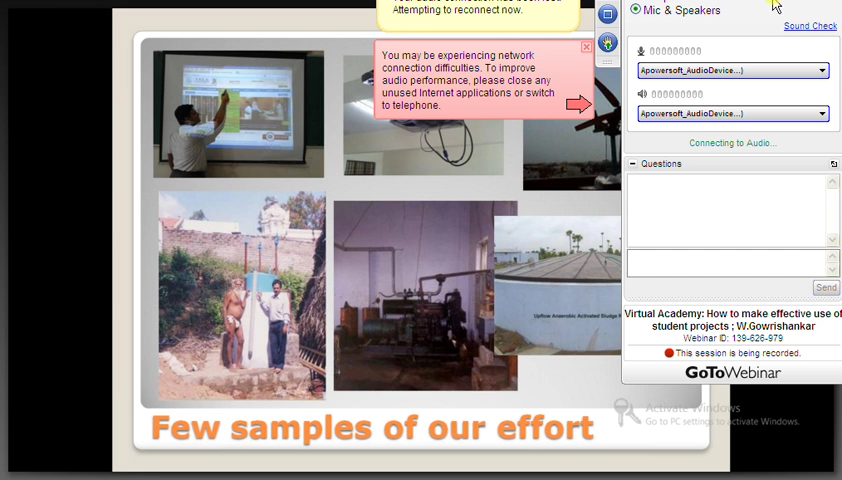 Attempting to reconnect now.
You may be experiencing network
connection difficulties. To improve
audio performance, please close any
unused Internet applications or switch
to telephone.
Mic & Speakers
Sound Check
Apowersoft_AudioDevice...)
Apowersoft_AudioDevice...)
Connecting to Audio...
Questions
Send
Virtual Academy: How to make effective use of
student projects ; W.Gowrishankar
Webinar ID: 139-626-979
This session is being recorded.
GoToWebinar
Upflow Anaerobic Activated Sludge
Few samples of our effort
Activate Windows
Go to PC settings to activate Windows.